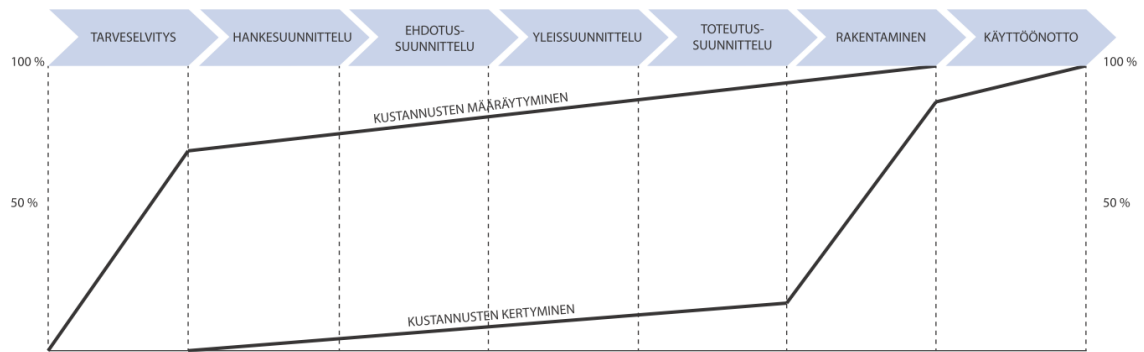 TARVESELVITYS
HANKESUUNNITTELU
EHDOTUS-
SUUNNITTELU
YLEISSUUNNITTELU
TOTEUTUS-
SUUNNITTELU
RAKENTAMINEN
KÄYTTÖÖNOTTO
100 %
100 %
KUSTANNUSTEN MÄÄRÄYTYMINEN
50 %
50 %
KUSTANNUSTEN KERTYMINEN